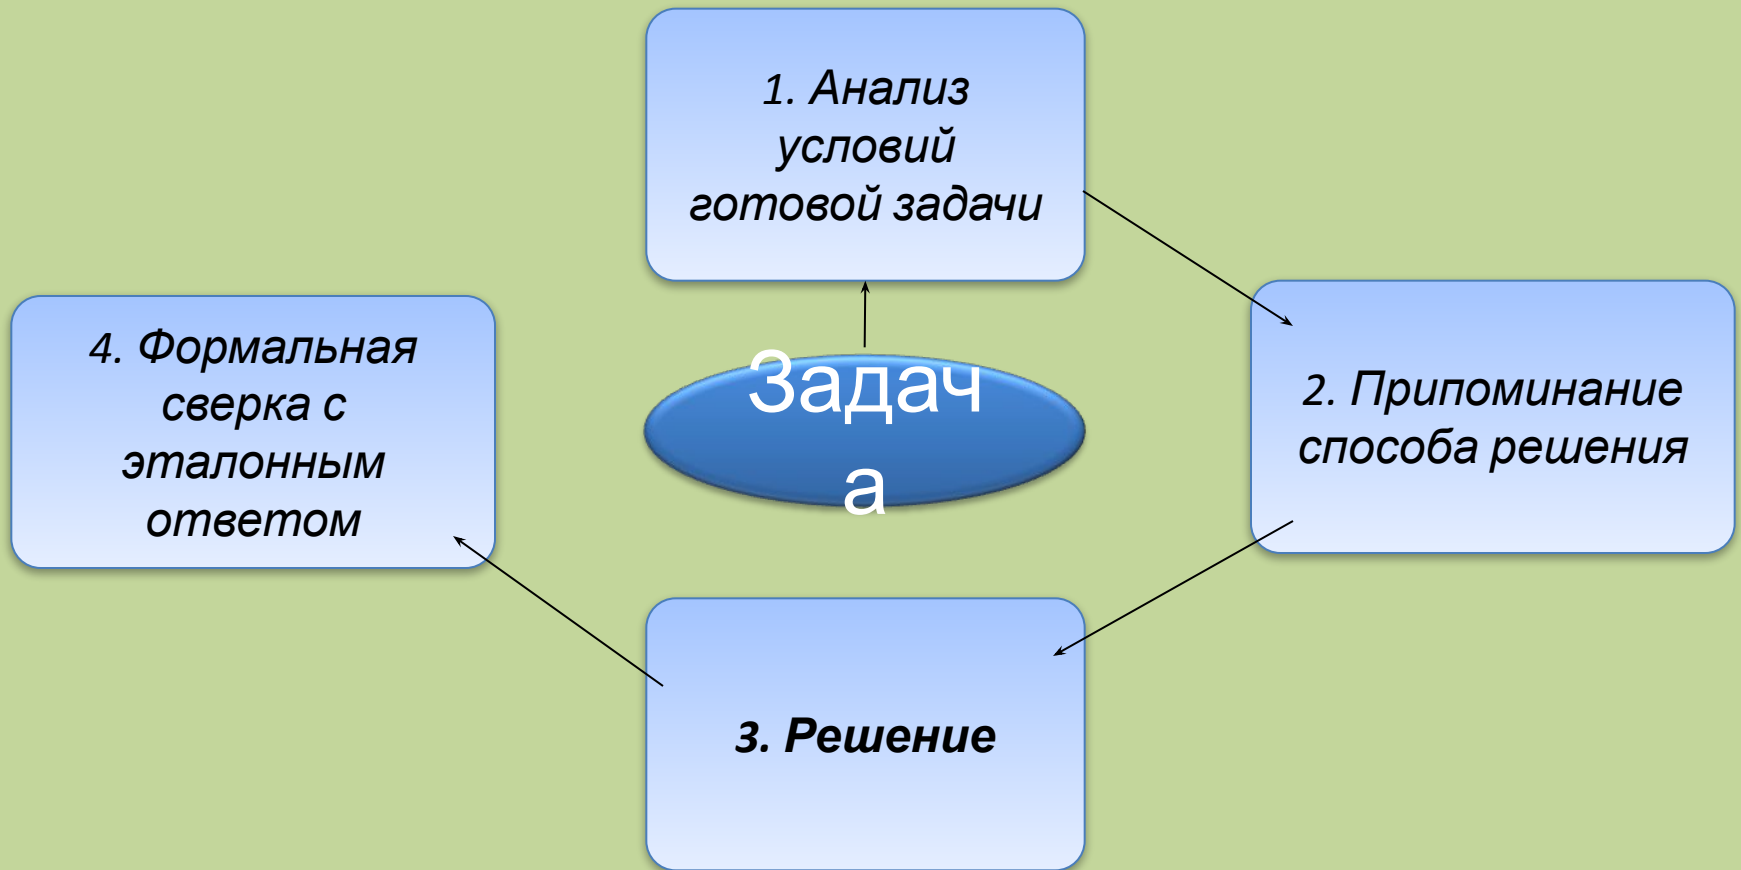 1. Анализ
условий
готовой задачи
4. Формальная
сверка с
эталонным
ответом
Задач
а
2. Припоминание
способа решения
3. Решение